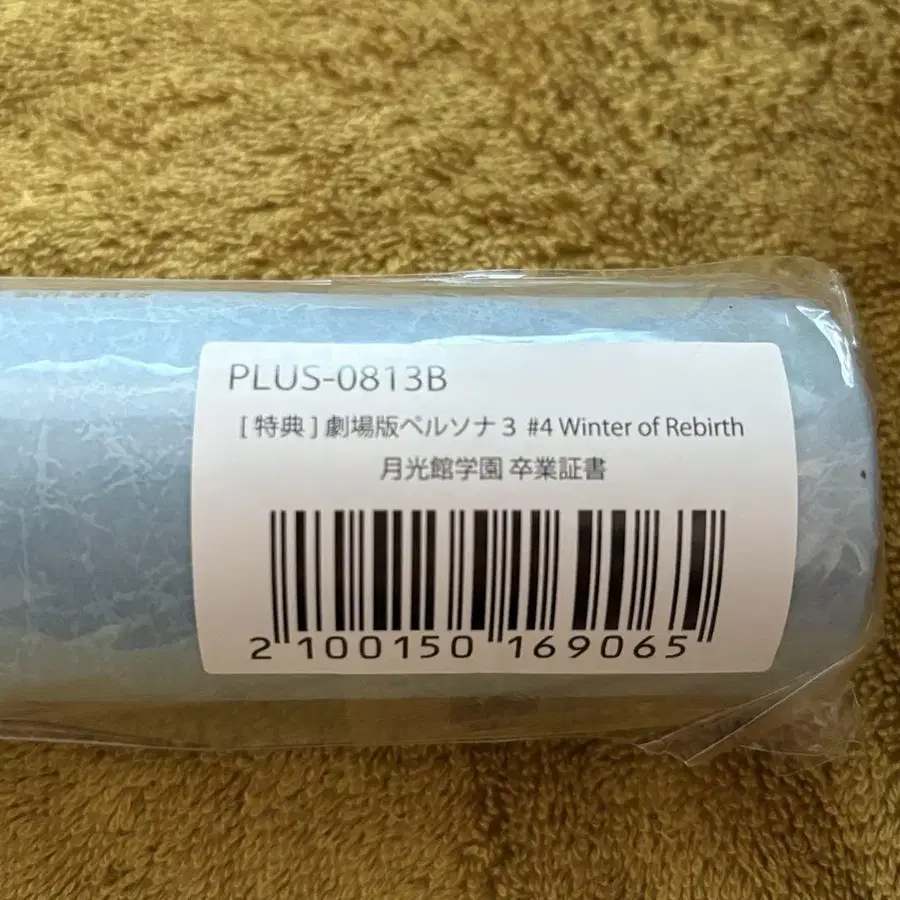 PLUS-0813B
[ 特典 ] 劇場版ペルソナ 3 #4 Winter of Rebirth
月光館学園 卒業証書
2 100150 169065